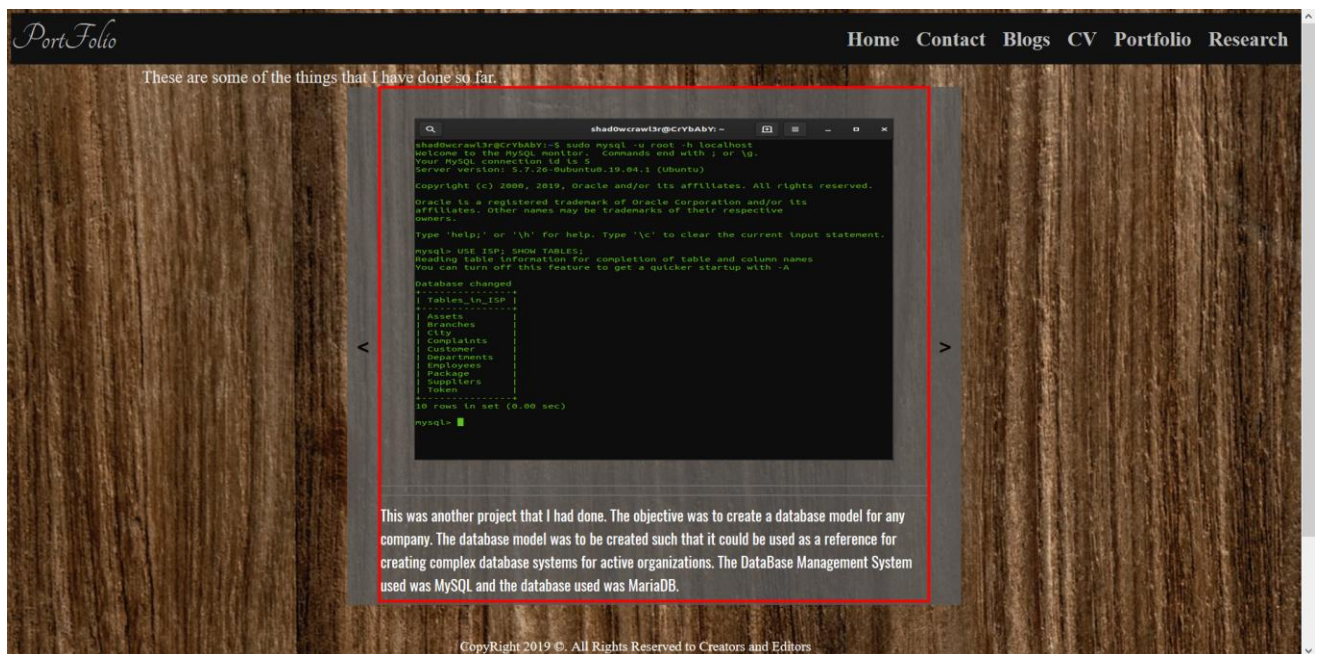 PortFolio
Home Contact Blogs CV Portfolio Research
These are some of the things that I have done so far.
shad0wcrawl3r@CrYbAbY: ~
shad0wcrawl3r@CrYbAbY:~$ sudo mysql -u root -h localhost
Welcome to the MySQL monitor.  Commands end with ; or \g.
Your MySQL connection id is 5
Server version: 5.7.26-0ubuntu0.19.04.1 (Ubuntu)
Copyright (c) 2000, 2019, Oracle and/or its affiliates. All rights reserved.
Oracle is a registered trademark of Oracle Corporation and/or its
affiliates. Other names may be trademarks of their respective
owners.
Type 'help;' or '\h' for help. Type '\c' to clear the current input statement.
mysql> USE ISP; SHOW TABLES;
Reading table information for completion of table and column names
You can turn off this feature to get a quicker startup with -A
Database changed
+---------------+
| Tables_in_ISP |
+---------------+
| Assets        |
| Branches      |
| City          |
| Complaints    |
| Customer      |
| Departments   |
| Employees     |
| Package       |
| Suppliers     |
| Token         |
+---------------+
10 rows in set (0.00 sec)
mysql>
< >
This was another project that I had done. The objective was to create a database model for any
company. The database model was to be created such that it could be used as a reference for
creating complex database systems for active organizations. The DataBase Management System
used was MySQL and the database used was MariaDB.
CopyRight 2019 ©. All Rights Reserved to Creators and Editors